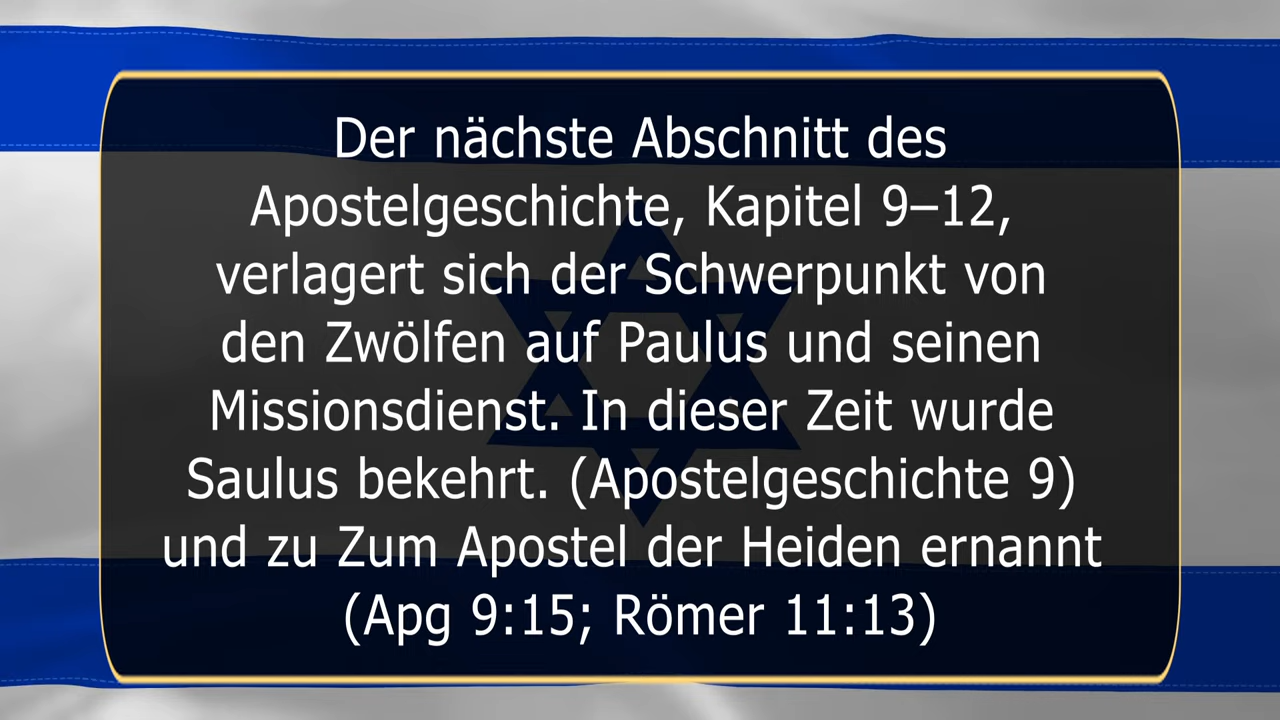 Der nächste Abschnitt des
Apostelgeschichte, Kapitel 9–12,
verlagert sich der Schwerpunkt von
den Zwölfen auf Paulus und seinen
Missionsdienst. In dieser Zeit wurde
Saulus bekehrt. (Apostelgeschichte 9)
und zu Zum Apostel der Heiden ernannt
(Apg 9:15; Römer 11:13)